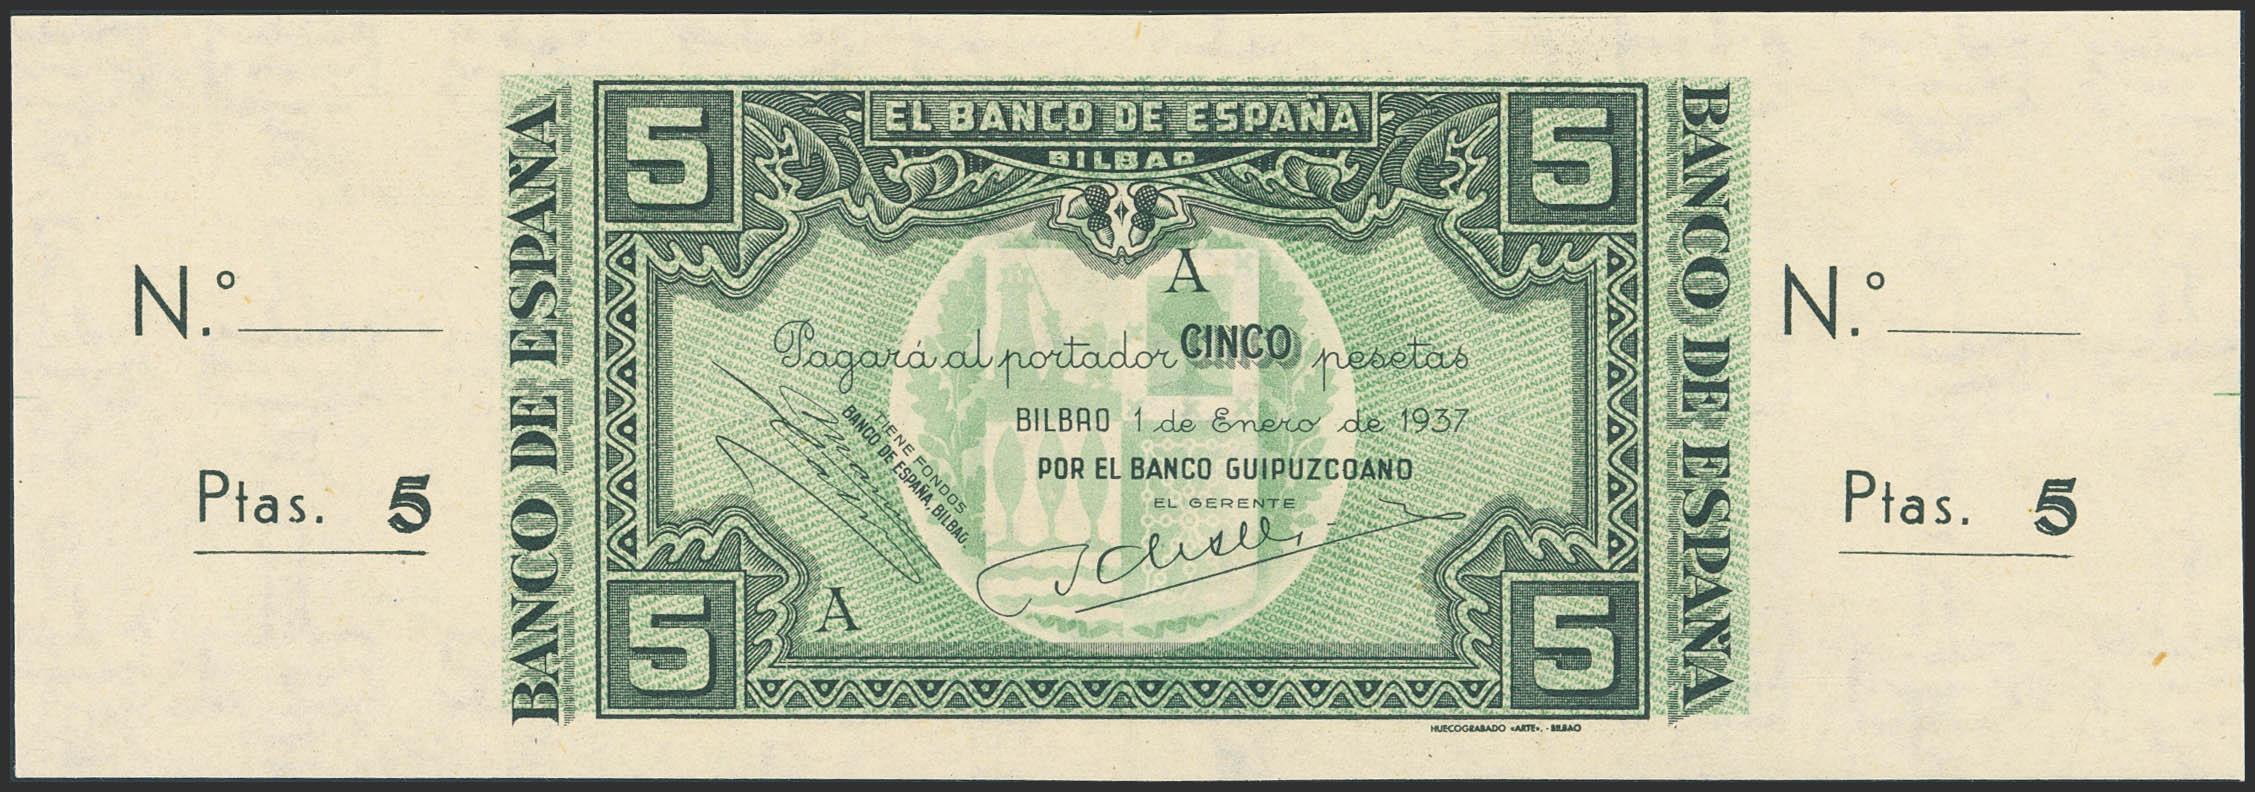 EL BANCO DE ESPAÑA
BILBAO
5
5
A
Pagará al portador CINCO pesetas
BILBAO 1 de Enero de 1937
POR EL BANCO GUIPUZCOANO
EL GERENTE
TIENE FONDOS
BANCO DE ESPAÑA, BILBAO
A
5
5
HUECOGRABADO «ARTE». - BILBAO
BANCO DE ESPAÑA
BANCO DE ESPAÑA
N.º
Ptas. 5
N.º
Ptas. 5